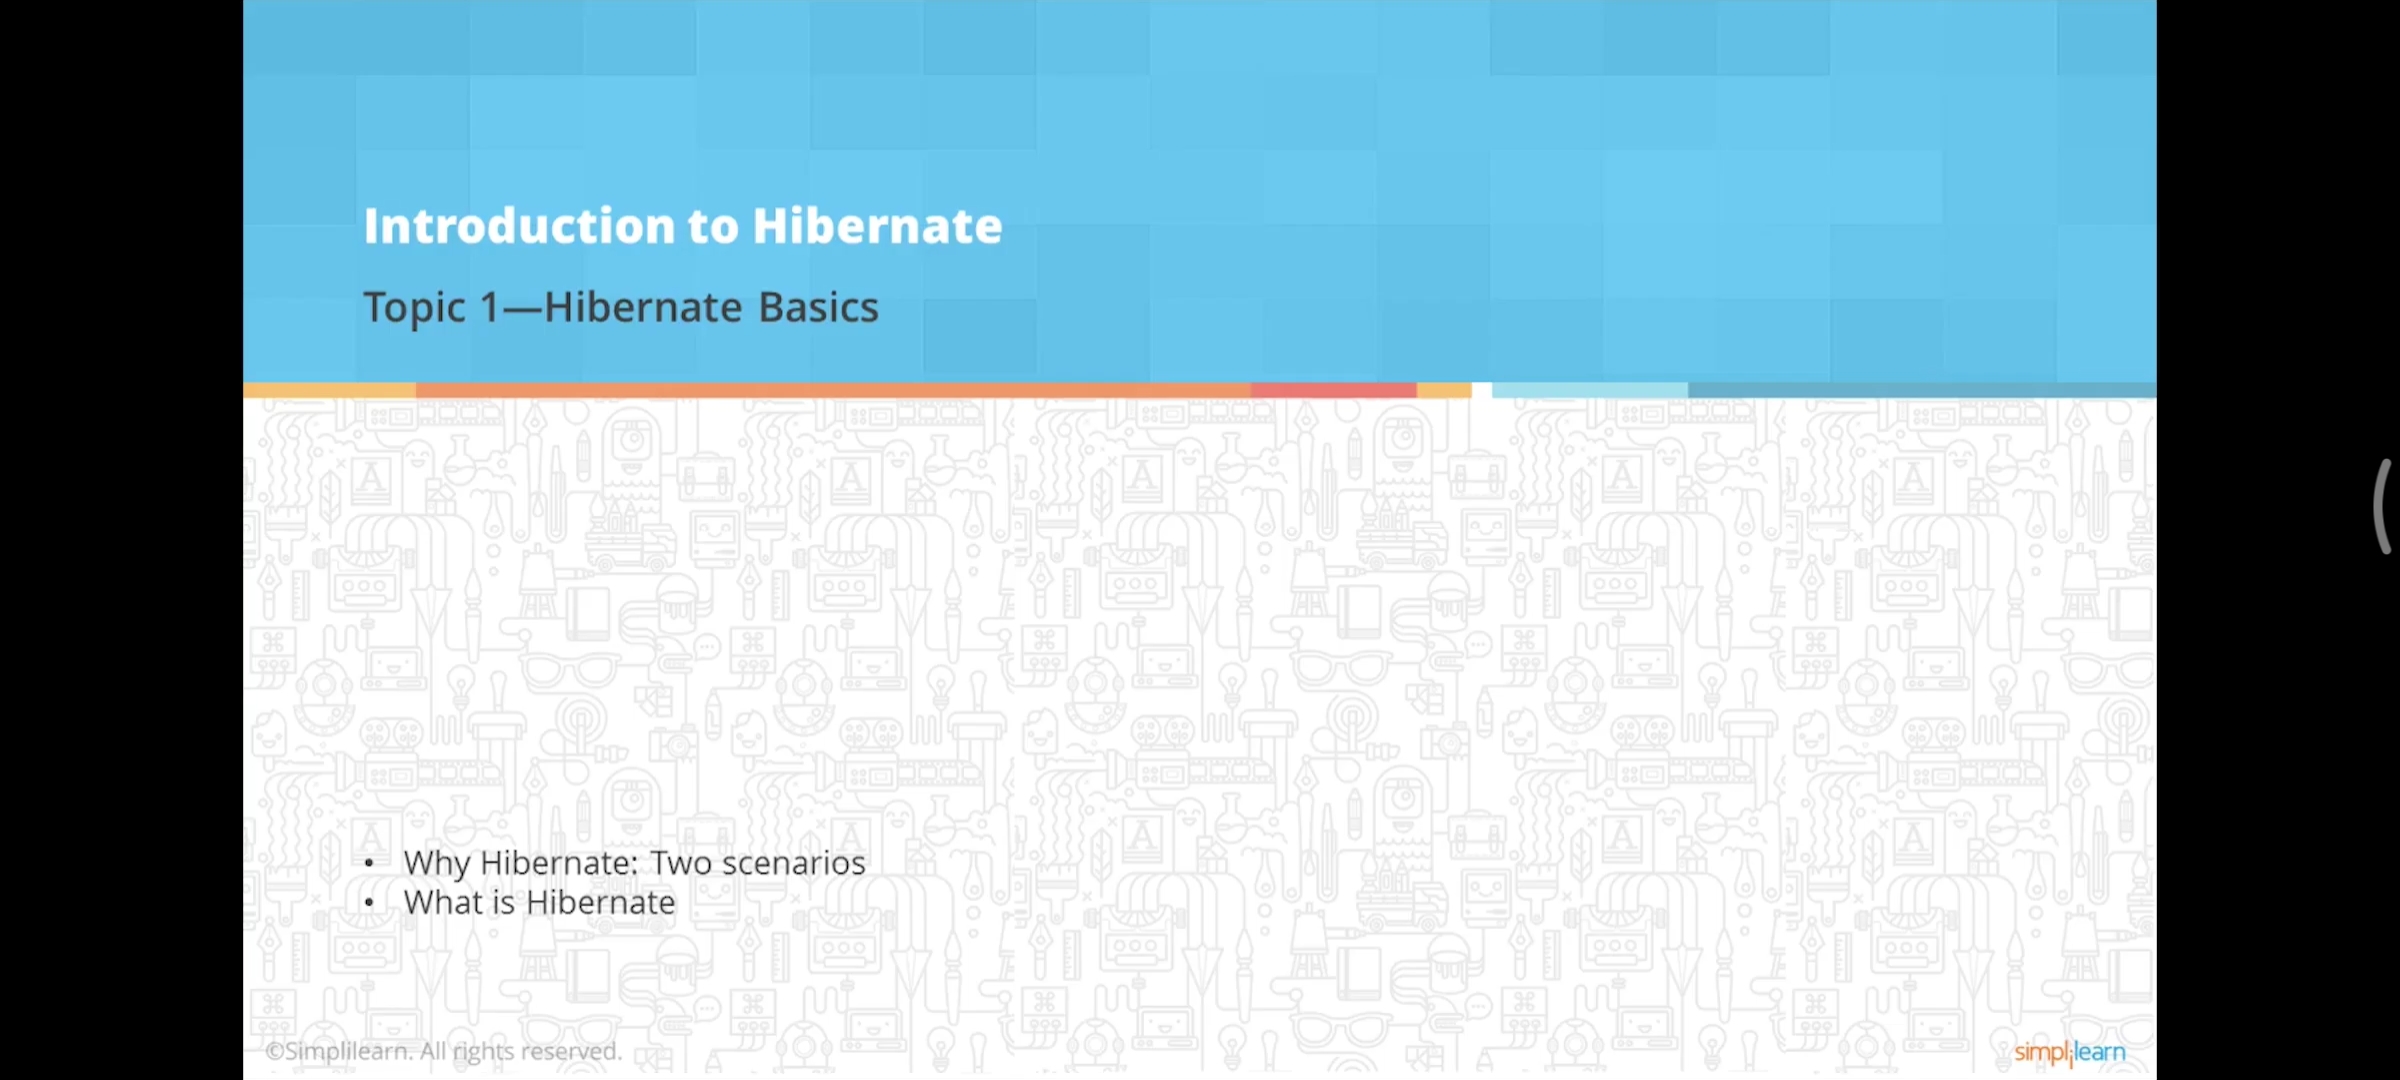 Introduction to Hibernate
Topic 1—Hibernate Basics
• Why Hibernate: Two scenarios
• What is Hibernate
©Simplilearn. All rights reserved.
simplilearn